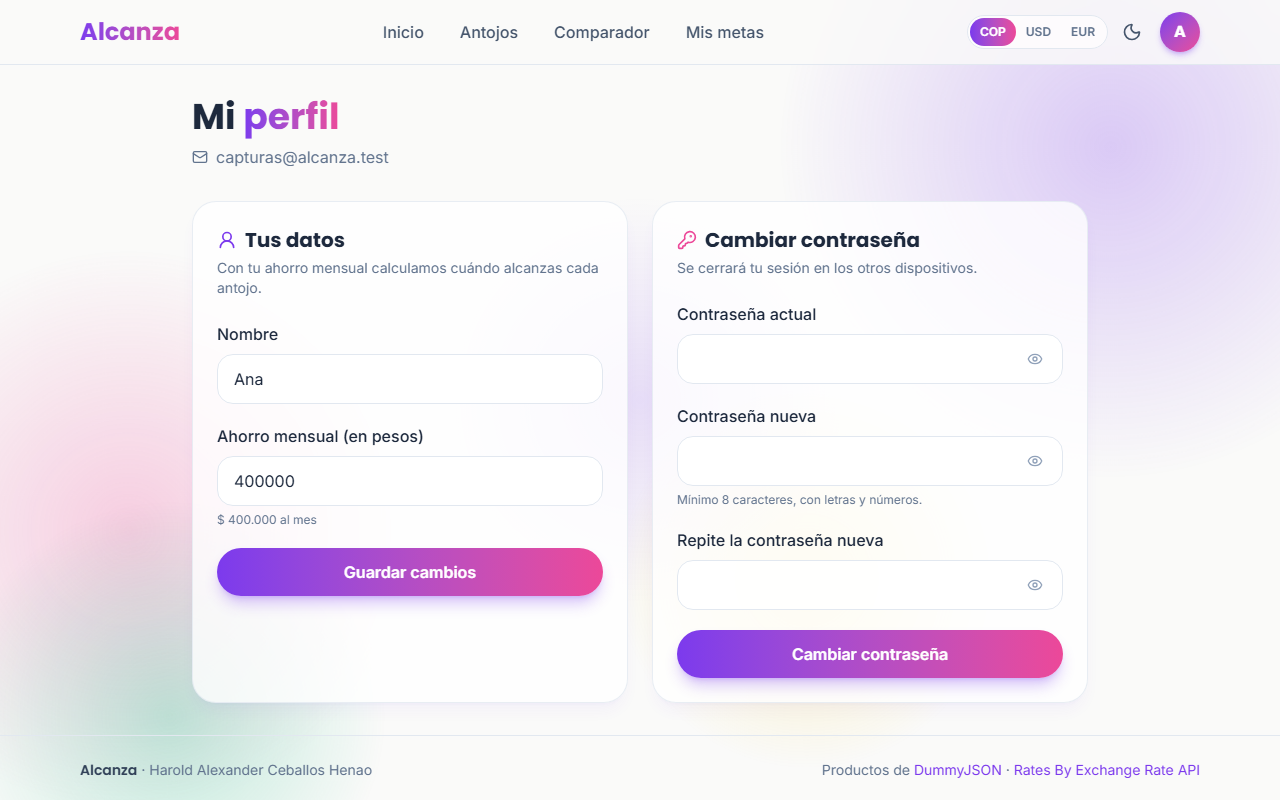 Alcanza
Inicio
Antojos
Comparador
Mis metas
COP
USD
EUR
A
Mi perfil
capturas@alcanza.test
Tus datos
Con tu ahorro mensual calculamos cuándo alcanzas cada
antojo.
Nombre
Ana
Ahorro mensual (en pesos)
400000
$ 400.000 al mes
Guardar cambios
Cambiar contraseña
Se cerrará tu sesión en los otros dispositivos.
Contraseña actual
Contraseña nueva
Mínimo 8 caracteres, con letras y números.
Repite la contraseña nueva
Cambiar contraseña
Alcanza · Harold Alexander Ceballos Henao
Productos de DummyJSON · Rates By Exchange Rate API